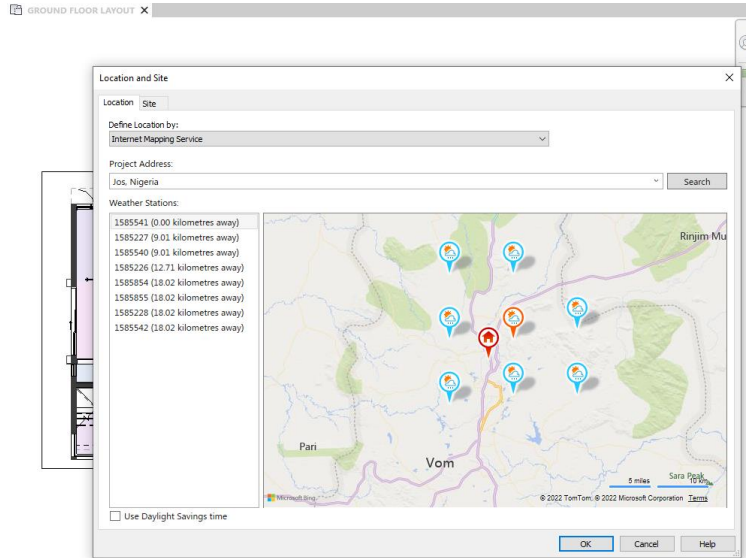 GROUND FLOOR LAYOUT
Location and Site
Location Site
Define Location by:
Internet Mapping Service
Project Address:
Jos, Nigeria
Search
Weather Stations:
1585541 (0.00 kilometres away)
1585227 (9.01 kilometres away)
1585540 (9.01 kilometres away)
1585226 (12.71 kilometres away)
1585854 (18.02 kilometres away)
1585855 (18.02 kilometres away)
1585228 (18.02 kilometres away)
1585542 (18.02 kilometres away)
Rinjim Mu
Pari
Vom
Sara Peak
5 miles 10 km
Microsoft Bing
© 2022 TomTom, © 2022 Microsoft Corporation Terms
Use Daylight Savings time
OK Cancel Help